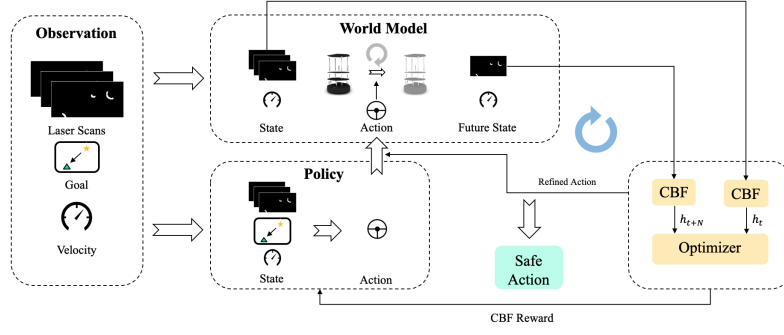 Observation
Laser Scans
Goal
Velocity
World Model
State
Action
Future State
Policy
State
Action
Refined Action
Safe
Action
CBF
CBF
h_{t+N}
h_t
Optimizer
CBF Reward